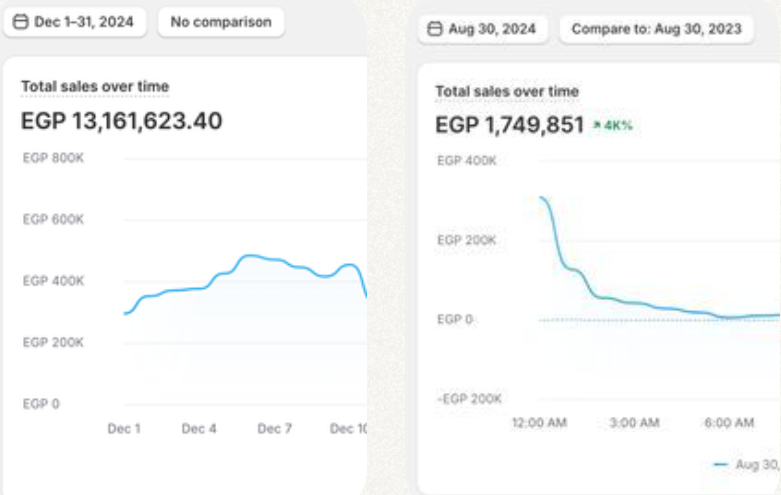 Dec 1–31, 2024
No comparison
Total sales over time
EGP 13,161,623.40
EGP 800K
EGP 600K
EGP 400K
EGP 200K
EGP 0
Dec 1 Dec 4 Dec 7 Dec 10
Aug 30, 2024
Compare to: Aug 30, 2023
Total sales over time
EGP 1,749,851 4K%
EGP 400K
EGP 200K
EGP 0
-EGP 200K
12:00 AM 3:00 AM 6:00 AM
Aug 30,